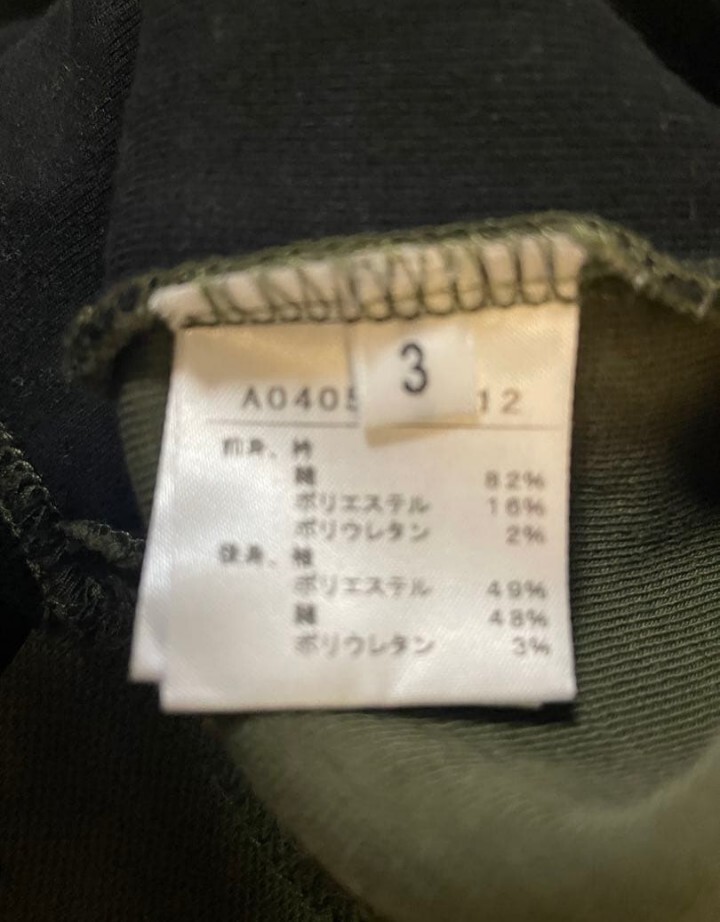 3
A0405 12
前身、衿
綿 82%
ポリエステル 16%
ポリウレタン 2%
後身、袖
ポリエステル 49%
綿 48%
ポリウレタン 3%